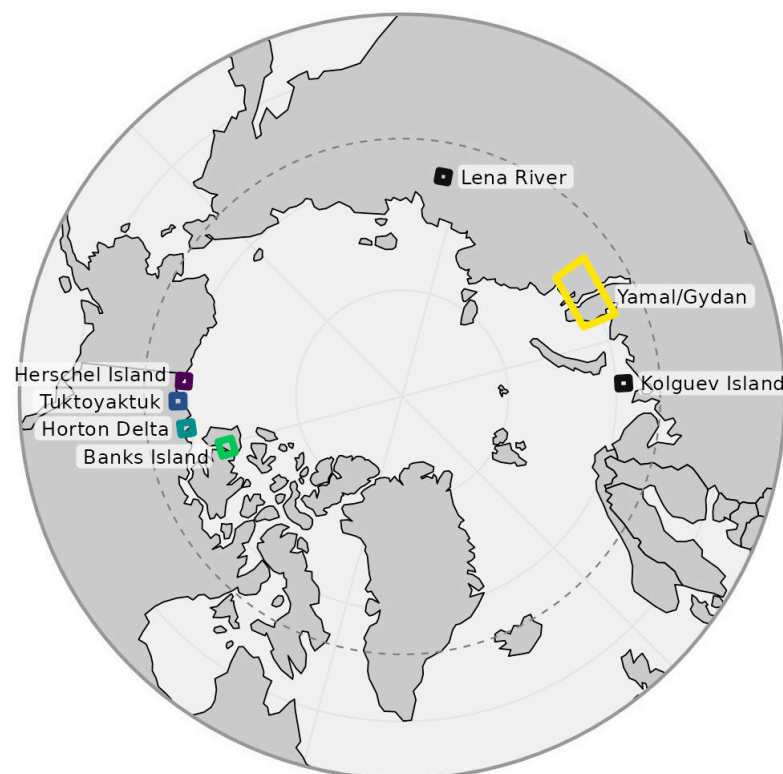 Lena River
Yamal/Gydan
Herschel Island
Kolguev Island
Tuktoyaktuk
Horton Delta
Banks Island